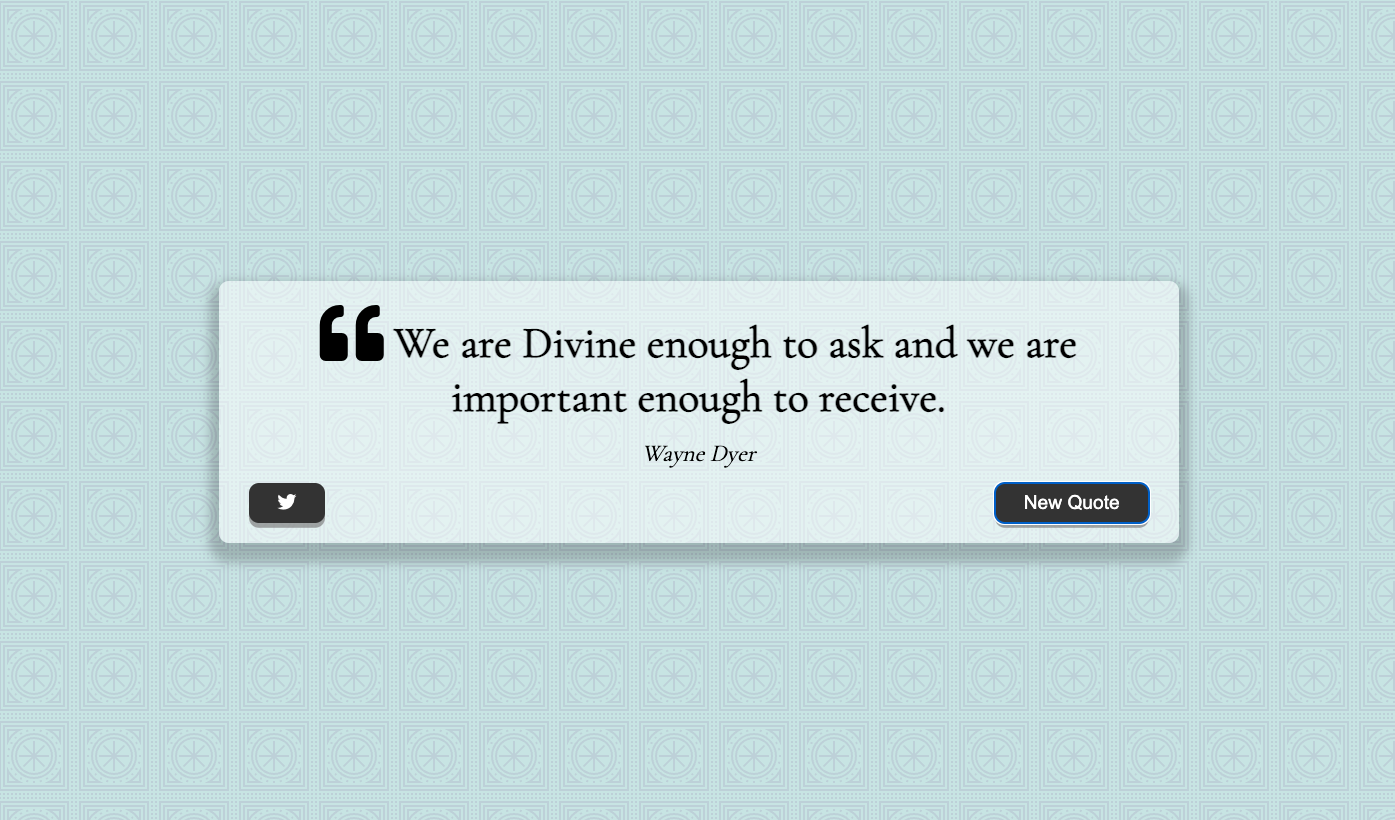 We are Divine enough to ask and we are
important enough to receive.
Wayne Dyer
New Quote